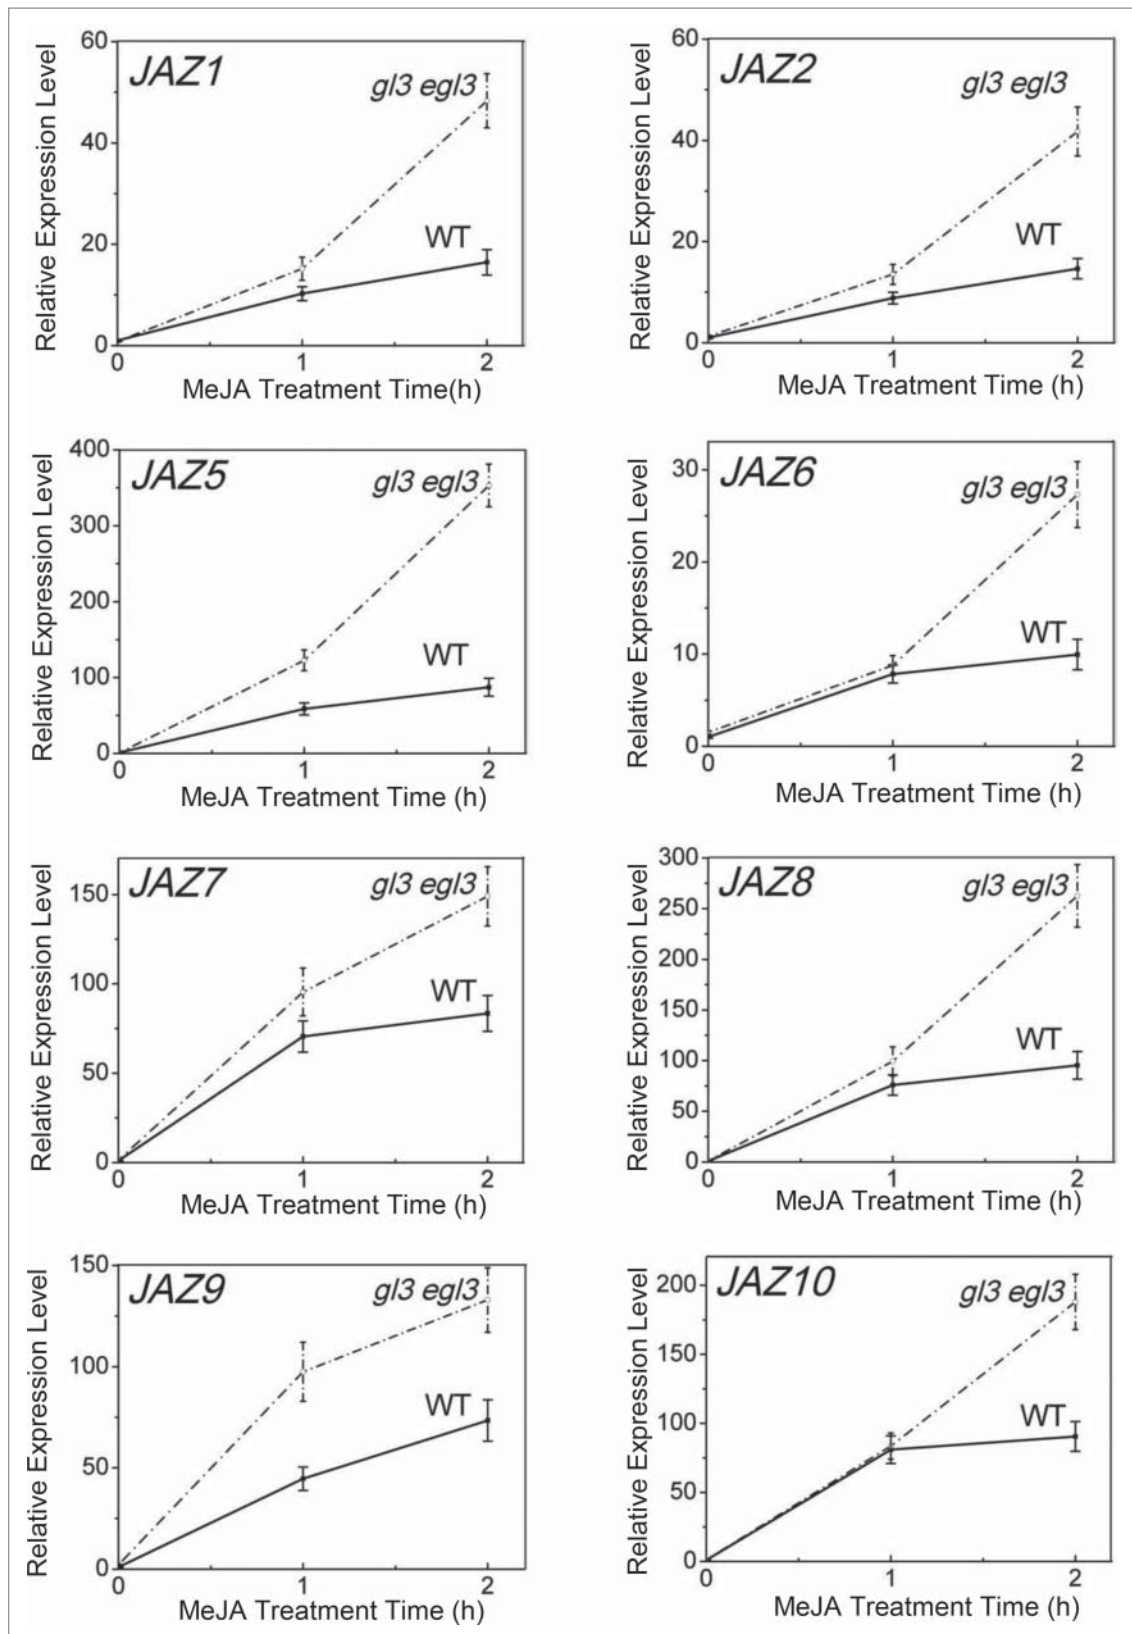 JAZ1
gl3 egl3
WT
Relative Expression Level
60
40
20
0
0 1 2
MeJA Treatment Time(h)
JAZ2
gl3 egl3
WT
Relative Expression Level
60
40
20
0
0 1 2
MeJA Treatment Time (h)
JAZ5
gl3 egl3
WT
Relative Expression Level
400
300
200
100
0
0 1 2
MeJA Treatment Time (h)
JAZ6
gl3 egl3
WT
Relative Expression Level
30
20
10
0
0 1 2
MeJA Treatment Time (h)
JAZ7
gl3 egl3
WT
Relative Expression Level
150
100
50
0
0 1 2
MeJA Treatment Time (h)
JAZ8
gl3 egl3
WT
Relative Expression Level
300
250
200
150
100
50
0
0 1 2
MeJA Treatment Time (h)
JAZ9
gl3 egl3
WT
Relative Expression Level
150
100
50
0
0 1 2
MeJA Treatment Time (h)
JAZ10
gl3 egl3
WT
Relative Expression Level
200
150
100
50
0
0 1 2
MeJA Treatment Time (h)